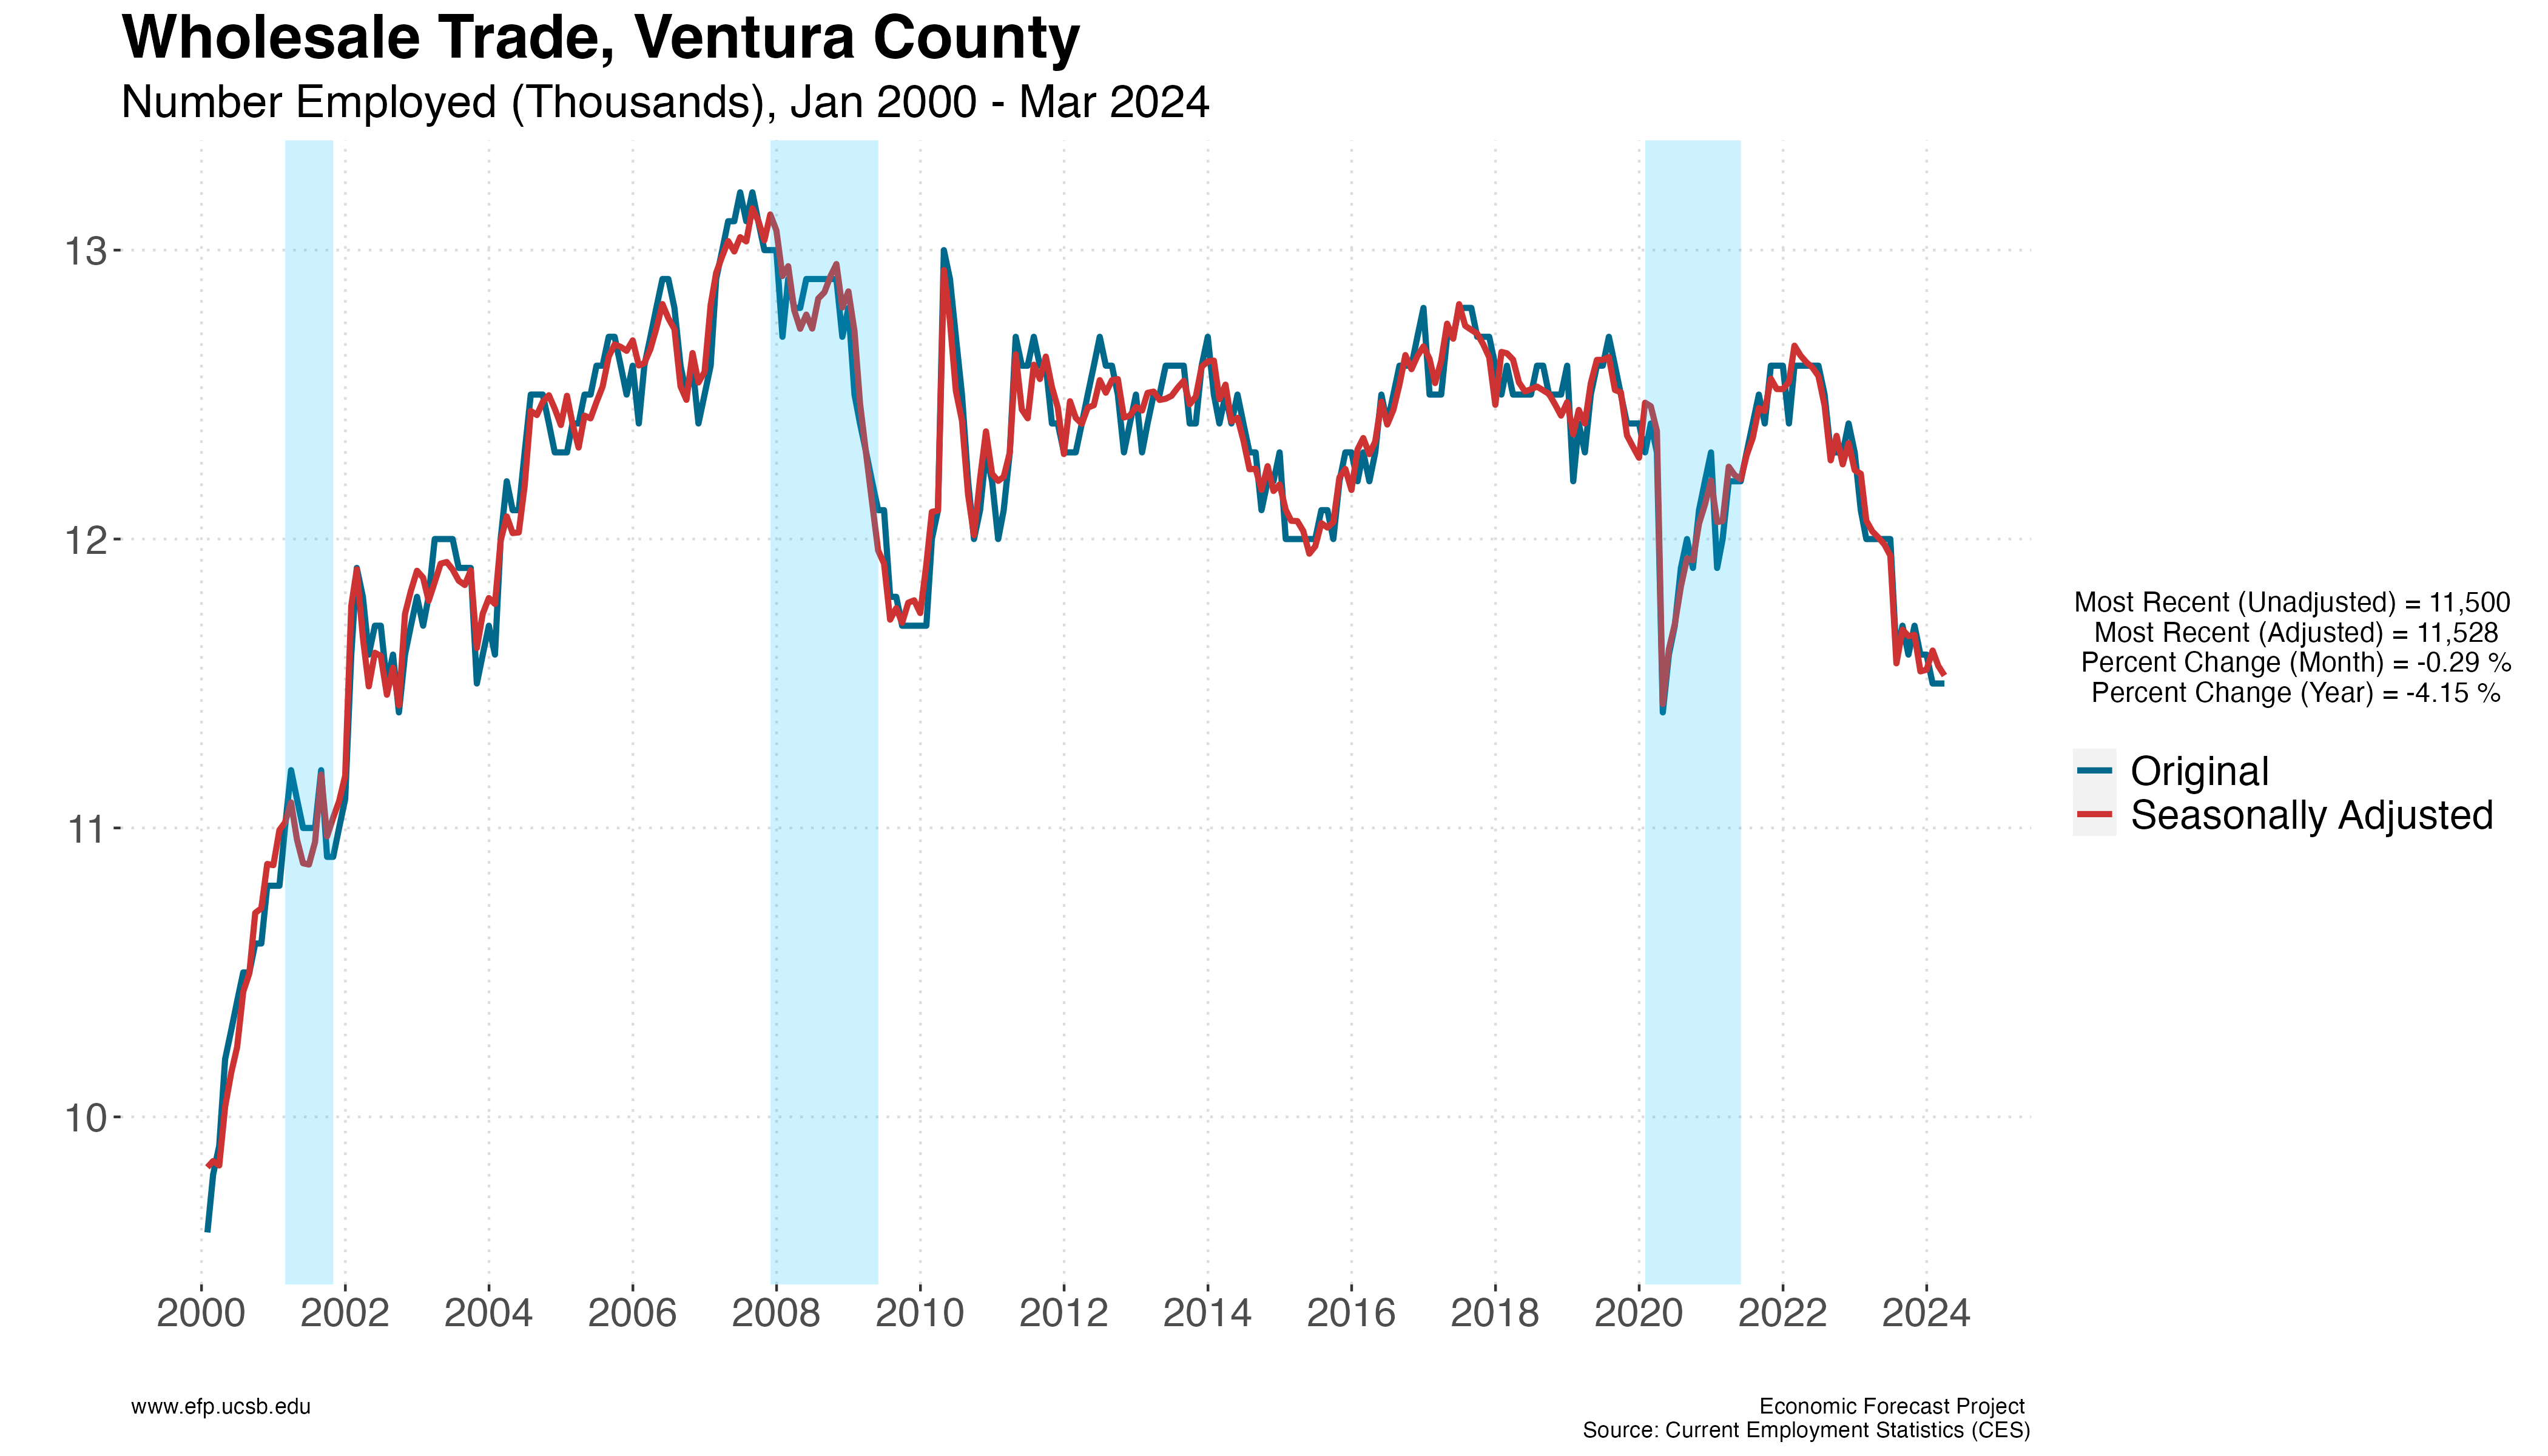 Wholesale Trade, Ventura County
Number Employed (Thousands), Jan 2000 - Mar 2024
13
12
11
10
2000 2002 2004 2006 2008 2010 2012 2014 2016 2018 2020 2022 2024
Most Recent (Unadjusted) = 11,500
Most Recent (Adjusted) = 11,528
Percent Change (Month) = -0.29 %
Percent Change (Year) = -4.15 %
Original
Seasonally Adjusted
www.efp.ucsb.edu
Economic Forecast Project
Source: Current Employment Statistics (CES)